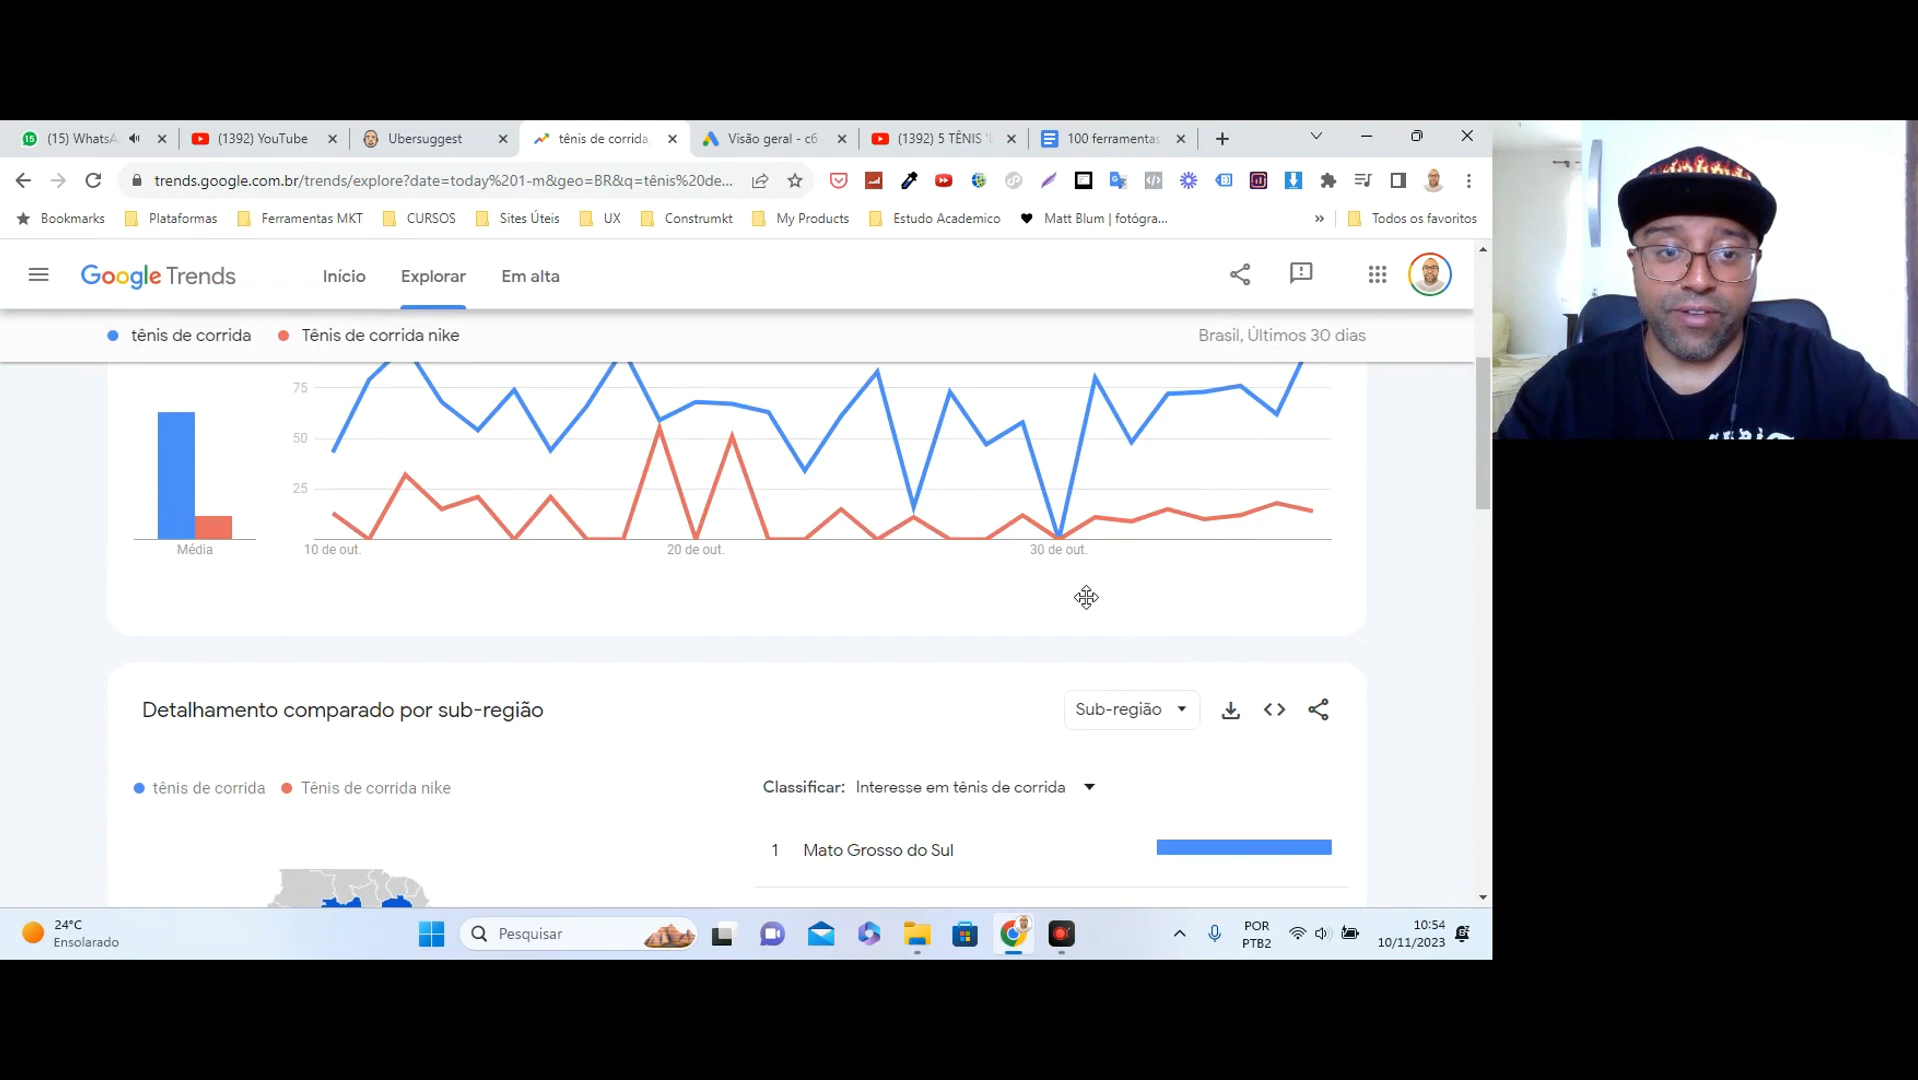 (15) WhatsA
(1392) YouTube
Ubersuggest
tênis de corrida,
Visão geral - c6
(1392) 5 TÊNIS 'E
100 ferramentas
trends.google.com.br/trends/explore?date=today%201-m&geo=BR&q=tênis%20de...
Bookmarks
Plataformas
Ferramentas MKT
CURSOS
Sites Úteis
UX
Construmkt
My Products
Estudo Academico
Matt Blum | fotógra...
»
Todos os favoritos
Google Trends
Início
Explorar
Em alta
tênis de corrida
Tênis de corrida nike
Brasil, Últimos 30 dias
75
50
25
Média
10 de out.
20 de out.
30 de out.
Detalhamento comparado por sub-região
Sub-região
tênis de corrida
Tênis de corrida nike
Classificar: Interesse em tênis de corrida
1 Mato Grosso do Sul
24°C
Ensolarado
Pesquisar
POR
PTB2
10:54
10/11/2023